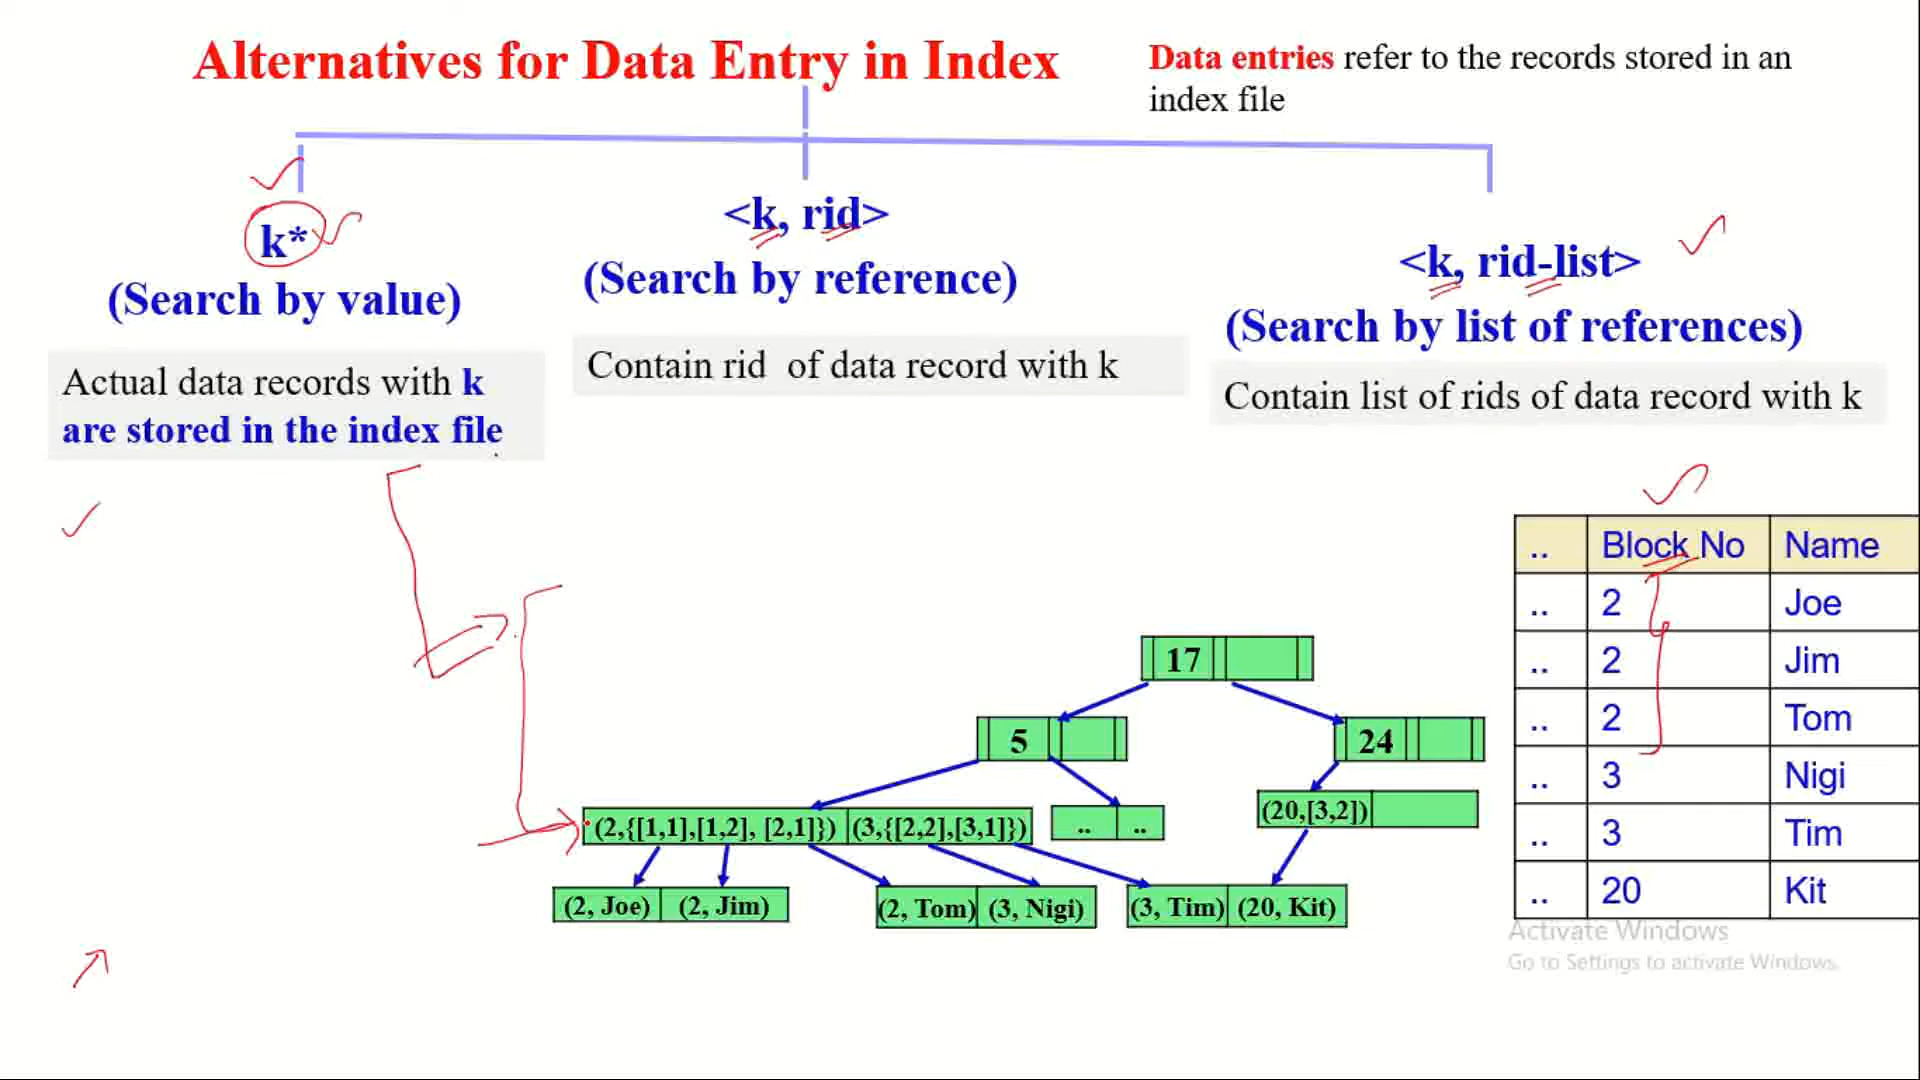 Alternatives for Data Entry in Index
Data entries refer to the records stored in an
index file
k*
(Search by value)
Actual data records with k
are stored in the index file
<k, rid>
(Search by reference)
Contain rid of data record with k
<k, rid-list>
(Search by list of references)
Contain list of rids of data record with k
17
5
24
(2,{[1,1],[1,2], [2,1]}) (3,{[2,2],[3,1]})
.. ..
(20,[3,2])
(2, Joe) (2, Jim)
(2, Tom) (3, Nigi)
(3, Tim) (20, Kit)
.. Block No Name
.. 2 Joe
.. 2 Jim
.. 2 Tom
.. 3 Nigi
.. 3 Tim
.. 20 Kit
Activate Windows
Go to Settings to activate Windows.